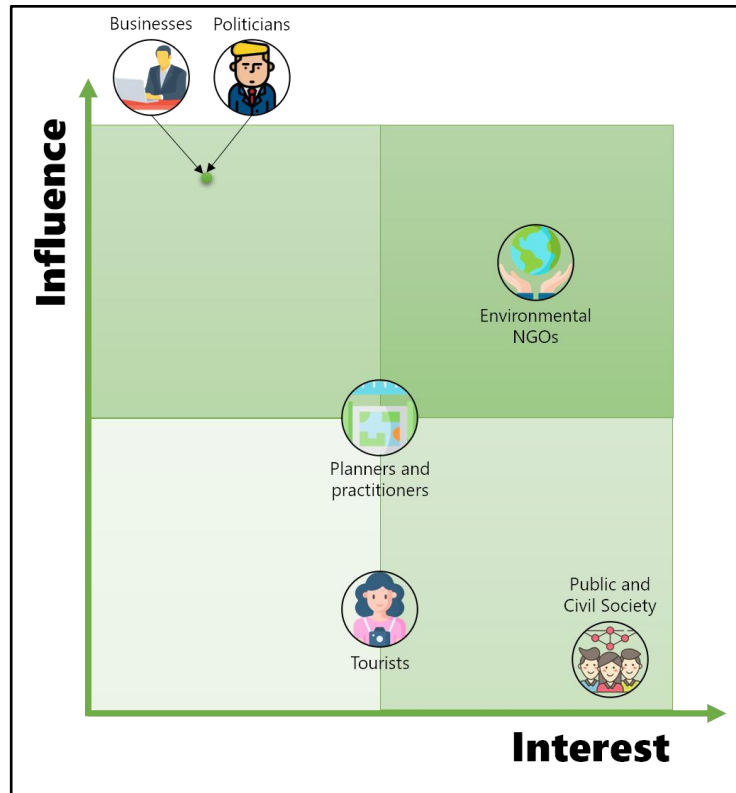 Businesses
Politicians
Influence
Environmental
NGOs
Planners and
practitioners
Public and
Civil Society
Tourists
Interest